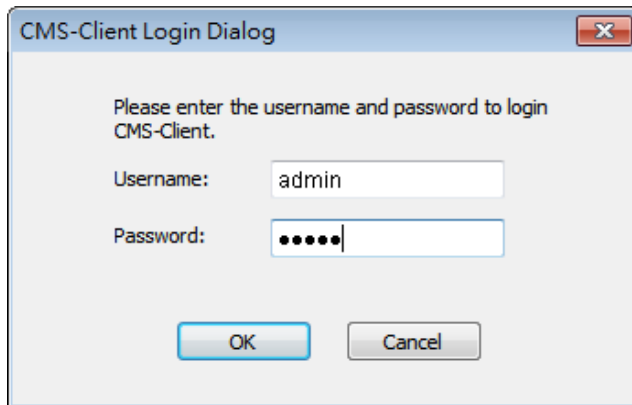 CMS-Client Login Dialog
Please enter the username and password to login
CMS-Client.
Username:
admin
Password:
●●●●●
OK
Cancel